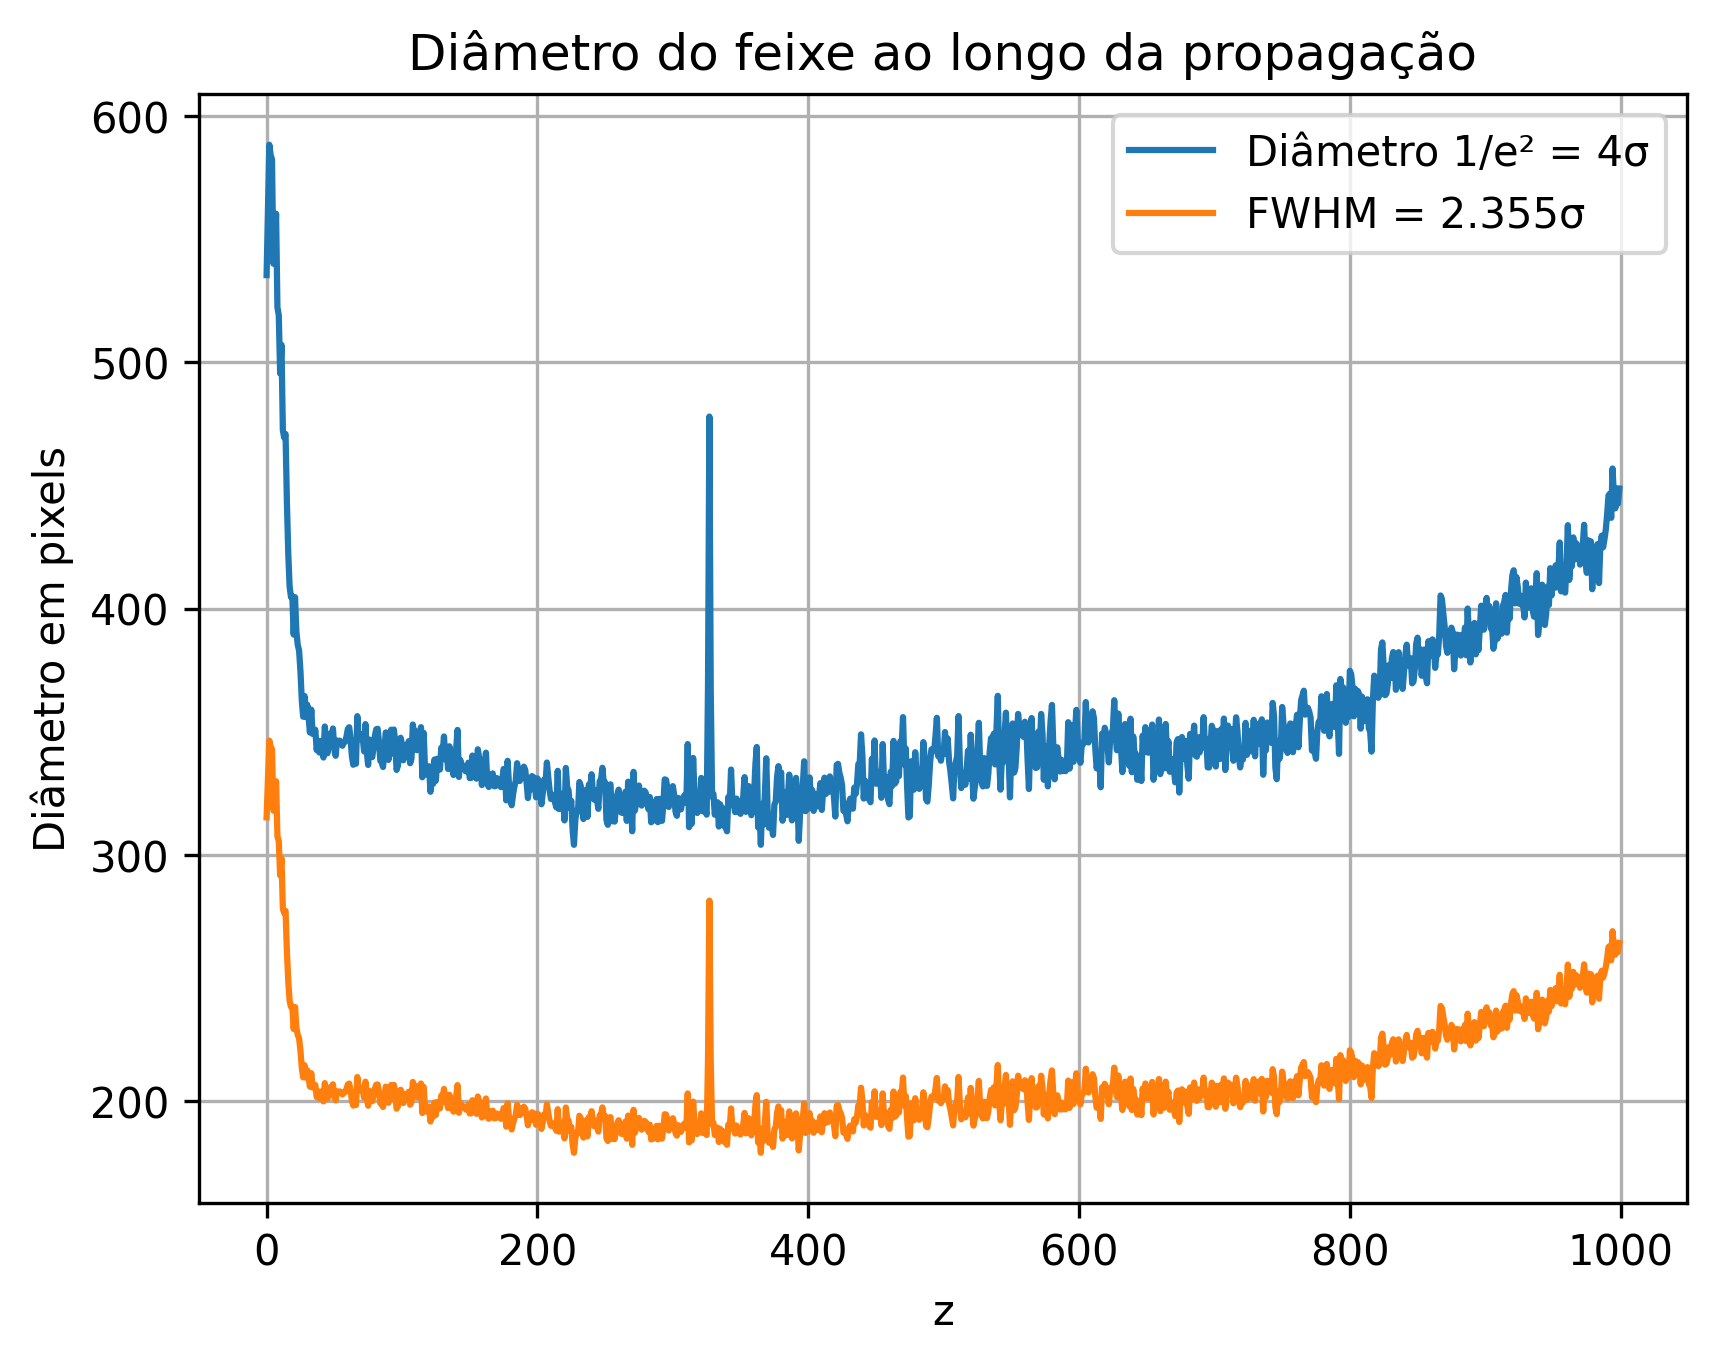 Diâmetro do feixe ao longo da propagação
Diâmetro 1/e² = 4σ
FWHM = 2.355σ
Diâmetro em pixels
600
500
400
300
200
0
200
400
600
800
1000
z